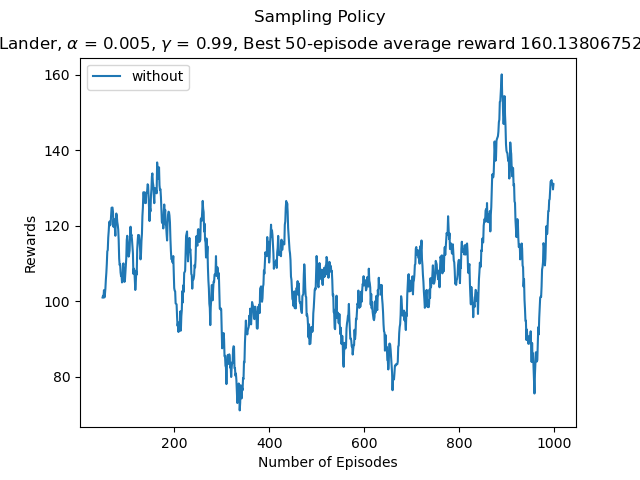 Sampling Policy
Lander, α = 0.005, γ = 0.99, Best 50-episode average reward 160.13806752
without
160
140
120
100
80
Rewards
200 400 600 800 1000
Number of Episodes